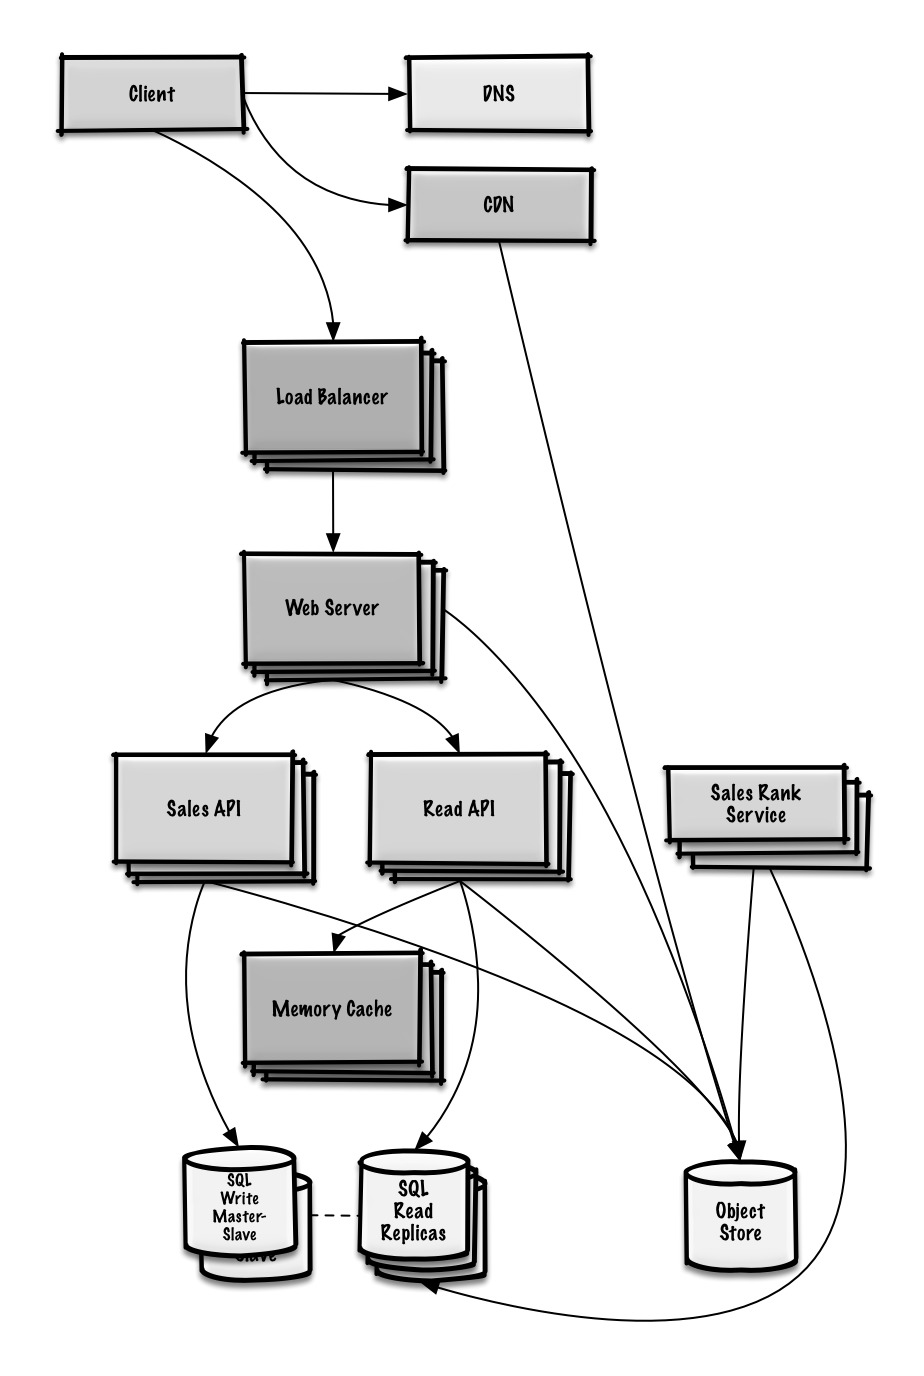 Client
DNS
CDN
Load Balancer
Web Server
Sales API
Read API
Sales Rank
Service
Memory Cache
SQL
Write
Master-
Slave
Slave
SQL
Read
Replicas
Object
Store